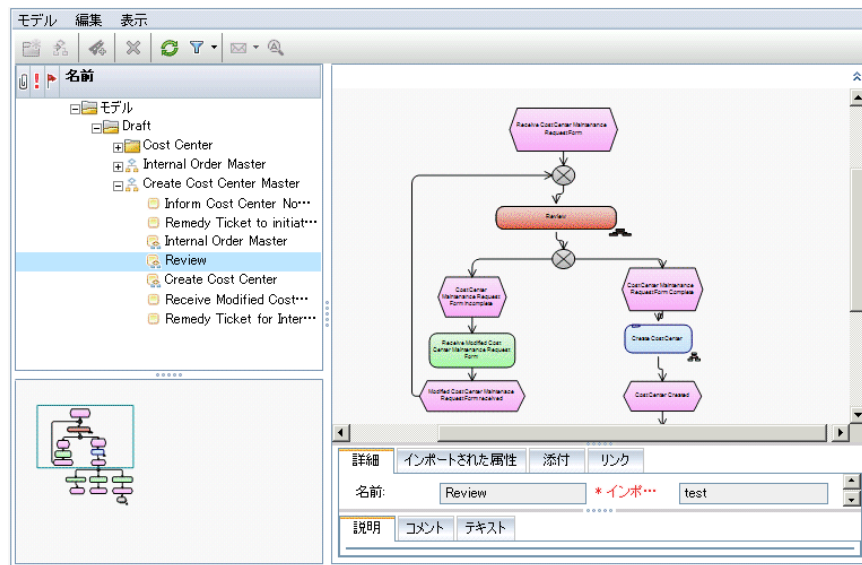 モデル 編集 表示
名前
モデル
Draft
Cost Center
Internal Order Master
Create Cost Center Master
Inform Cost Center No…
Remedy Ticket to initiat…
Internal Order Master
Review
Create Cost Center
Receive Modified Cost…
Remedy Ticket for Inter…
Receive CostCenter Maintenance
RequestForm
Review
CostCenter
Maintenance Request
Form Incomplete
CostCenter Maintenance
RequestForm Complete
Receive Modified Cost
Center Maintenance Request
Form
Create CostCenter
Modified CostCenter Maintenace
RequestForm received
CostCenter Created
詳細 インポートされた属性 添付 リンク
名前: Review *インポ… test
説明 コメント テキスト